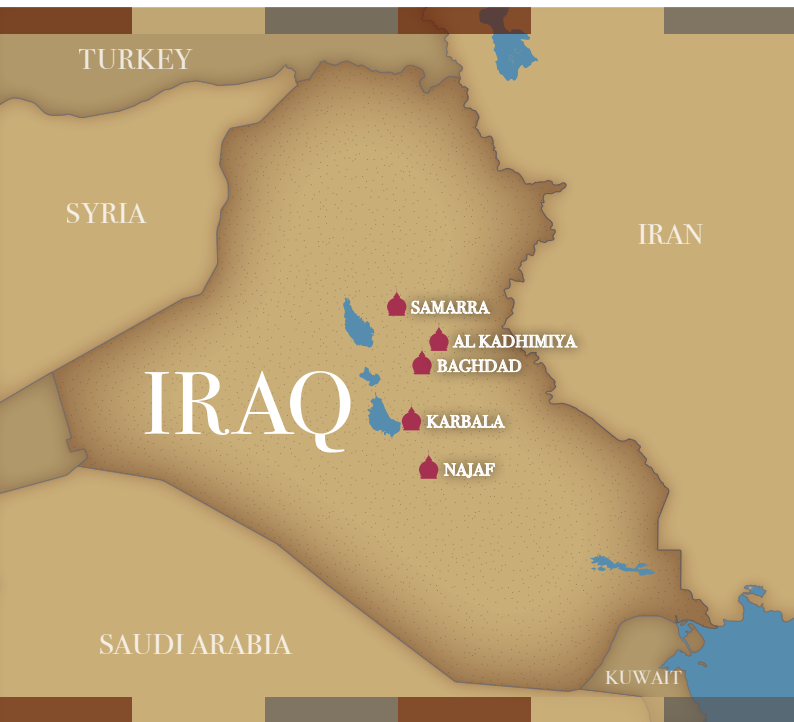 TURKEY
SYRIA
IRAN
SAMARRA
AL KADHIMIYA
BAGHDAD
IRAQ
KARBALA
NAJAF
SAUDI ARABIA
KUWAIT